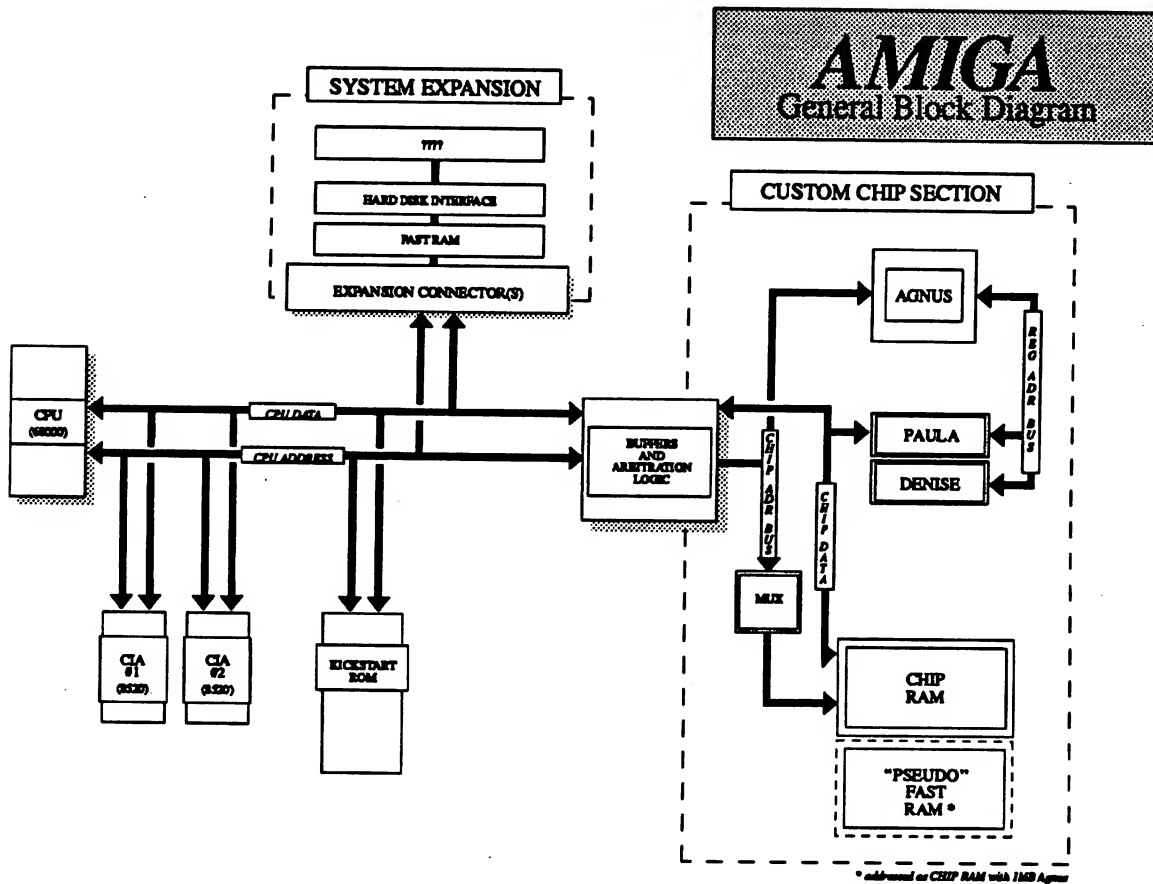 AMIGA
General Block Diagram
SYSTEM EXPANSION
????
HARD DISK INTERFACE
FAST RAM
EXPANSION CONNECTOR(S)
CUSTOM CHIP SECTION
AGNUS
REG ADR BUS
CPU
(68000)
CPU DATA
CPU ADDRESS
BUFFERS
AND
ARBITRATION
LOGIC
CHIP ADR BUS
CHIP DATA
PAULA
DENISE
MUX
CIA
#1
(8520)
CIA
#2
(8520)
KICKSTART
ROM
CHIP
RAM
"PSEUDO"
FAST
RAM *
* addressed as CHIP RAM with 1MB Agnus